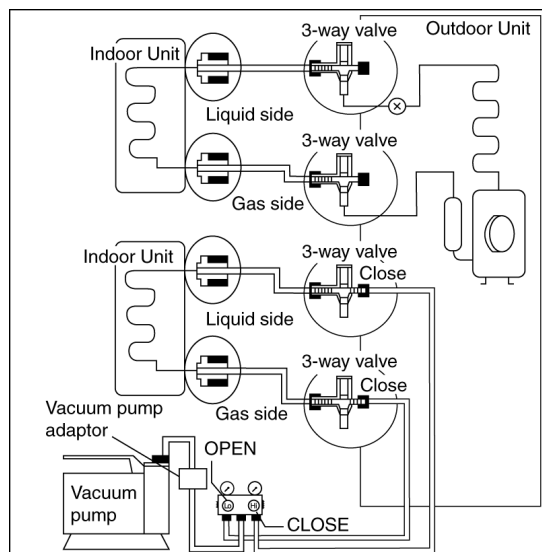 3-way valve
Outdoor Unit
Indoor Unit
Liquid side
3-way valve
Gas side
Indoor Unit
3-way valve
Close
Liquid side
3-way valve
Close
Gas side
Vacuum pump
adaptor
OPEN
Vacuum
pump
Lo
Hi
CLOSE